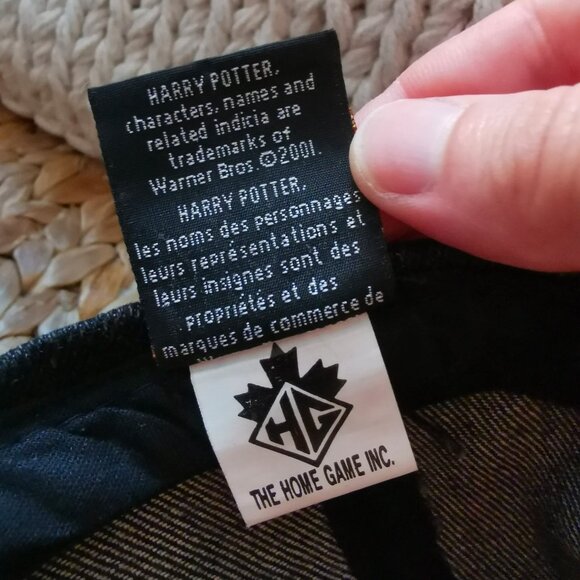 HARRY POTTER,
characters, names and
related indicia are
trademarks of
Warner Bros. ©2001.
HARRY POTTER,
les noms des personnages
leurs représentations et
leurs insignes sont des
propriétés et des
marques de commerce de
HG
THE HOME GAME INC.